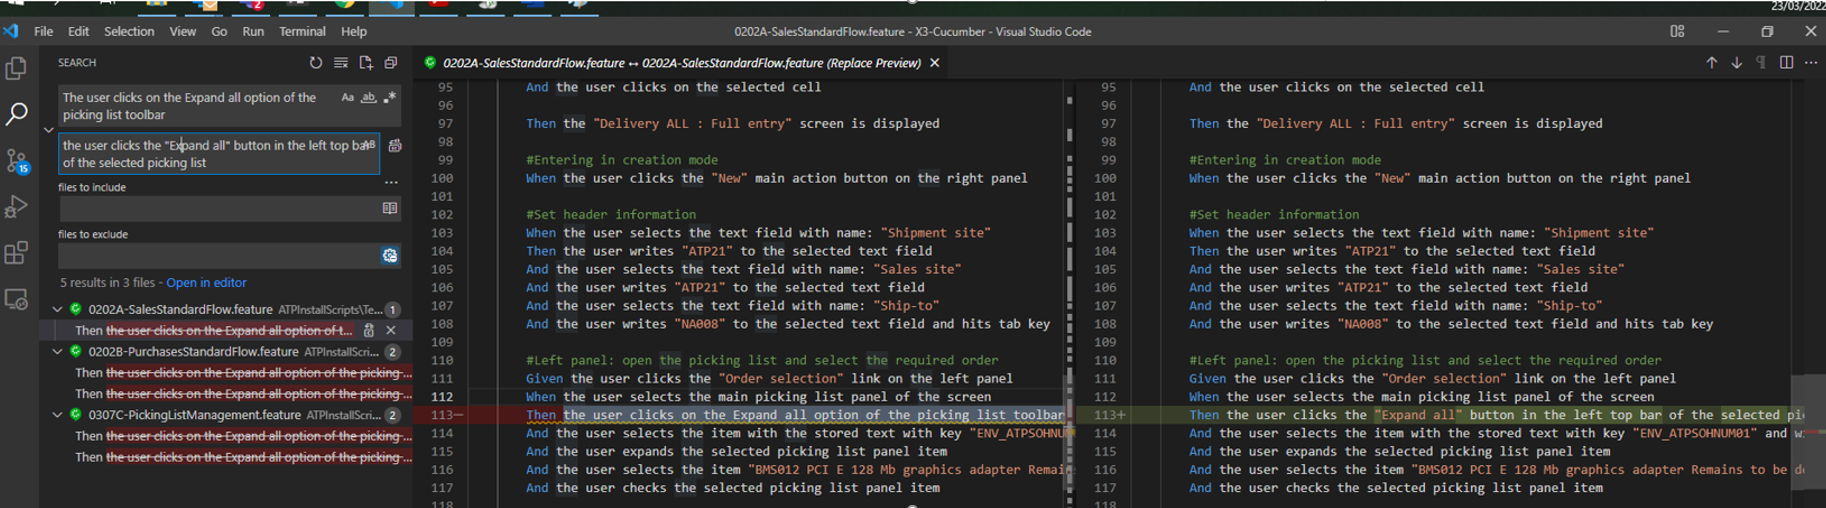 23/03/2022
File Edit Selection View Go Run Terminal Help
0202A-SalesStandardFlow.feature - X3-Cucumber - Visual Studio Code
SEARCH
The user clicks on the Expand all option of the
picking list toolbar
Aa ab .*
the user clicks the "Expand all" button in the left top bar
of the selected picking list
AB
files to include
files to exclude
5 results in 3 files - Open in editor
0202A-SalesStandardFlow.feature ATPInstallScripts\Te... 1
Then the user clicks on the Expand all option of t...
0202B-PurchasesStandardFlow.feature ATPInstallScri... 2
Then the user clicks on the Expand all option of the picking ...
Then the user clicks on the Expand all option of the picking ...
0307C-PickingListManagement.feature ATPInstallScri... 2
Then the user clicks on the Expand all option of the picking ...
Then the user clicks on the Expand all option of the picking ...
15
0202A-SalesStandardFlow.feature ↔ 0202A-SalesStandardFlow.feature (Replace Preview)
95 And the user clicks on the selected cell
96
97 Then the "Delivery ALL : Full entry" screen is displayed
98
99 #Entering in creation mode
100 When the user clicks the "New" main action button on the right panel
101
102 #Set header information
103 When the user selects the text field with name: "Shipment site"
104 Then the user writes "ATP21" to the selected text field
105 And the user selects the text field with name: "Sales site"
106 And the user writes "ATP21" to the selected text field
107 And the user selects the text field with name: "Ship-to"
108 And the user writes "NA008" to the selected text field and hits tab key
109
110 #Left panel: open the picking list and select the required order
111 Given the user clicks the "Order selection" link on the left panel
112 When the user selects the main picking list panel of the screen
113— Then the user clicks on the Expand all option of the picking list toolbar
114 And the user selects the item with the stored text with key "ENV_ATPSOHNUM
115 And the user expands the selected picking list panel item
116 And the user selects the item "BMS012 PCI E 128 Mb graphics adapter Remain
117 And the user checks the selected picking list panel item
118
95 And the user clicks on the selected cell
96
97 Then the "Delivery ALL : Full entry" screen is displayed
98
99 #Entering in creation mode
100 When the user clicks the "New" main action button on the right panel
101
102 #Set header information
103 When the user selects the text field with name: "Shipment site"
104 Then the user writes "ATP21" to the selected text field
105 And the user selects the text field with name: "Sales site"
106 And the user writes "ATP21" to the selected text field
107 And the user selects the text field with name: "Ship-to"
108 And the user writes "NA008" to the selected text field and hits tab key
109
110 #Left panel: open the picking list and select the required order
111 Given the user clicks the "Order selection" link on the left panel
112 When the user selects the main picking list panel of the screen
113+ Then the user clicks the "Expand all" button in the left top bar of the selected pi
114 And the user selects the item with the stored text with key "ENV_ATPSOHNUM01" and w
115 And the user expands the selected picking list panel item
116 And the user selects the item "BMS012 PCI E 128 Mb graphics adapter Remains to be d
117 And the user checks the selected picking list panel item
118